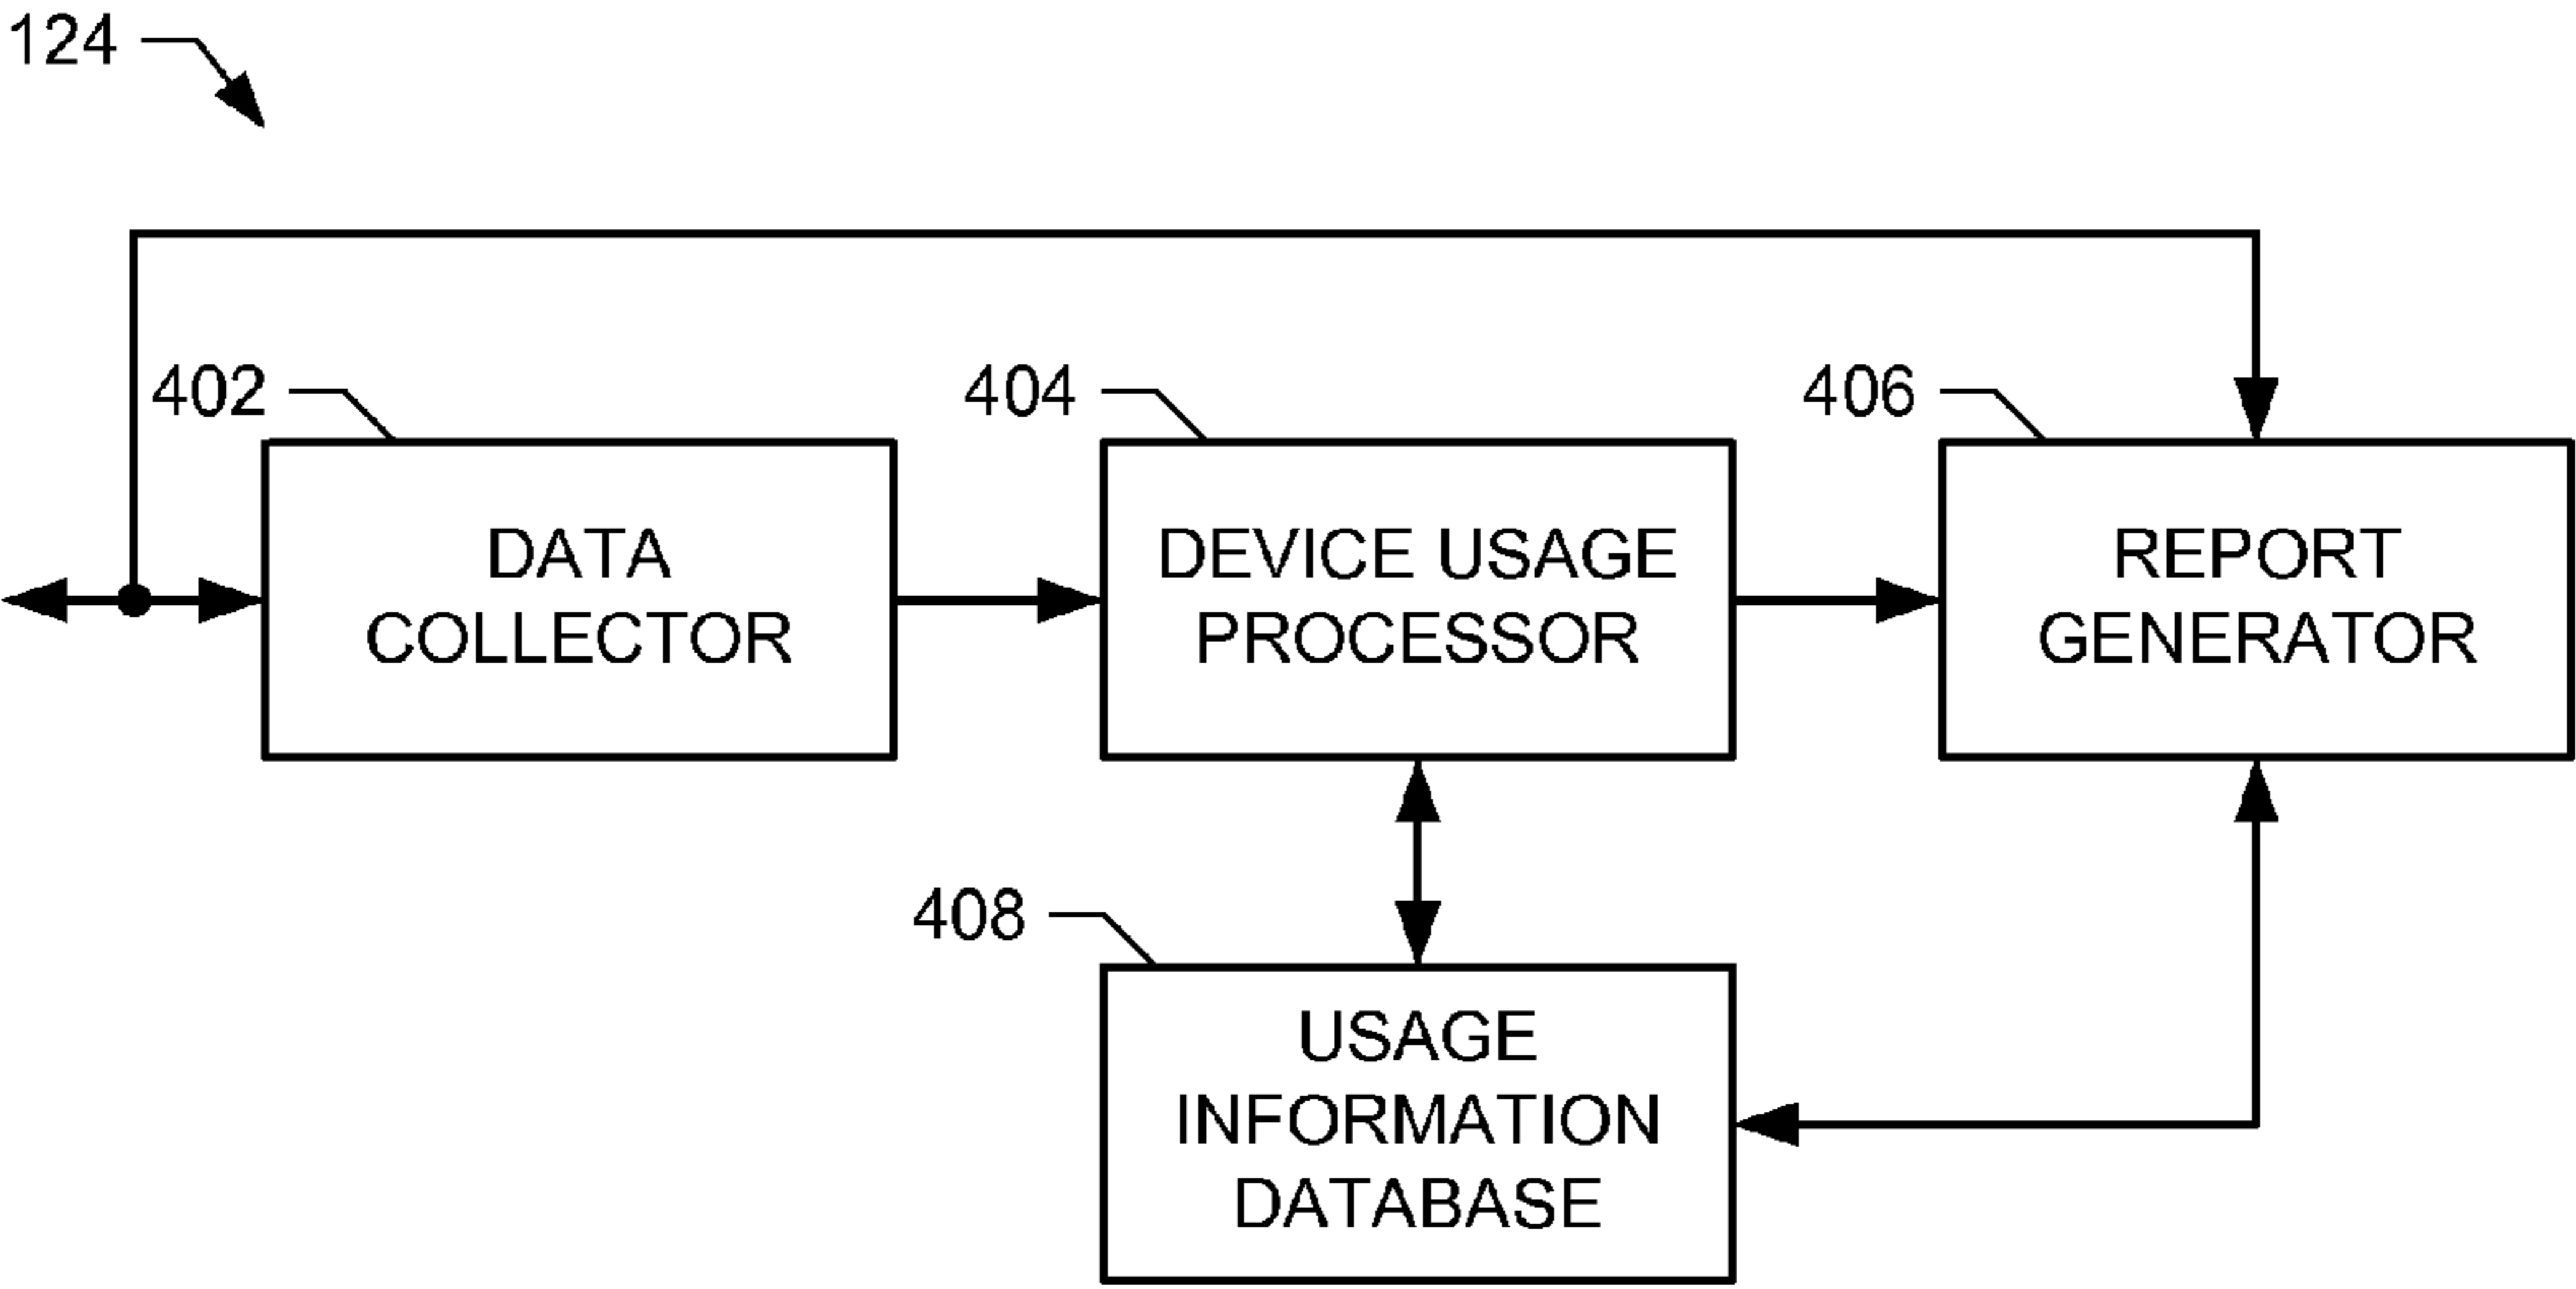 124
402
404
406
DATA
COLLECTOR
DEVICE USAGE
PROCESSOR
REPORT
GENERATOR
408
USAGE
INFORMATION
DATABASE